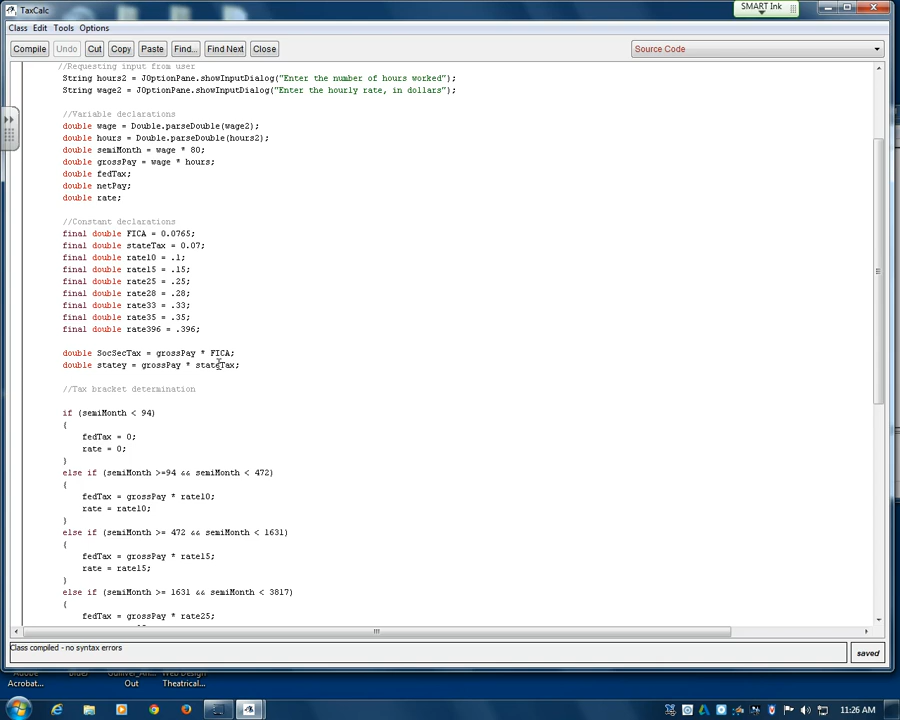 TaxCalc
SMART Ink
Class Edit Tools Options
Compile Undo Cut Copy Paste Find... Find Next Close
Source Code
//Requesting input from user
String hours2 = JOptionPane.showInputDialog("Enter the number of hours worked");
String wage2 = JOptionPane.showInputDialog("Enter the hourly rate, in dollars");
//Variable declarations
double wage = Double.parseDouble(wage2);
double hours = Double.parseDouble(hours2);
double semiMonth = wage * 80;
double grossPay = wage * hours;
double fedTax;
double netPay;
double rate;
//Constant declarations
final double FICA = 0.0765;
final double stateTax = 0.07;
final double rate10 = .1;
final double rate15 = .15;
final double rate25 = .25;
final double rate28 = .28;
final double rate33 = .33;
final double rate35 = .35;
final double rate396 = .396;
double SocSecTax = grossPay * FICA;
double statey = grossPay * stateTax;
//Tax bracket determination
if (semiMonth < 94)
{
fedTax = 0;
rate = 0;
}
else if (semiMonth >=94 && semiMonth < 472)
{
fedTax = grossPay * rate10;
rate = rate10;
}
else if (semiMonth >= 472 && semiMonth < 1631)
{
fedTax = grossPay * rate15;
rate = rate15;
}
else if (semiMonth >= 1631 && semiMonth < 3817)
{
fedTax = grossPay * rate25;
Class compiled - no syntax errors
saved
Adobe
Acrobat...
Out
Web Design
Theatrical...
11:26 AM